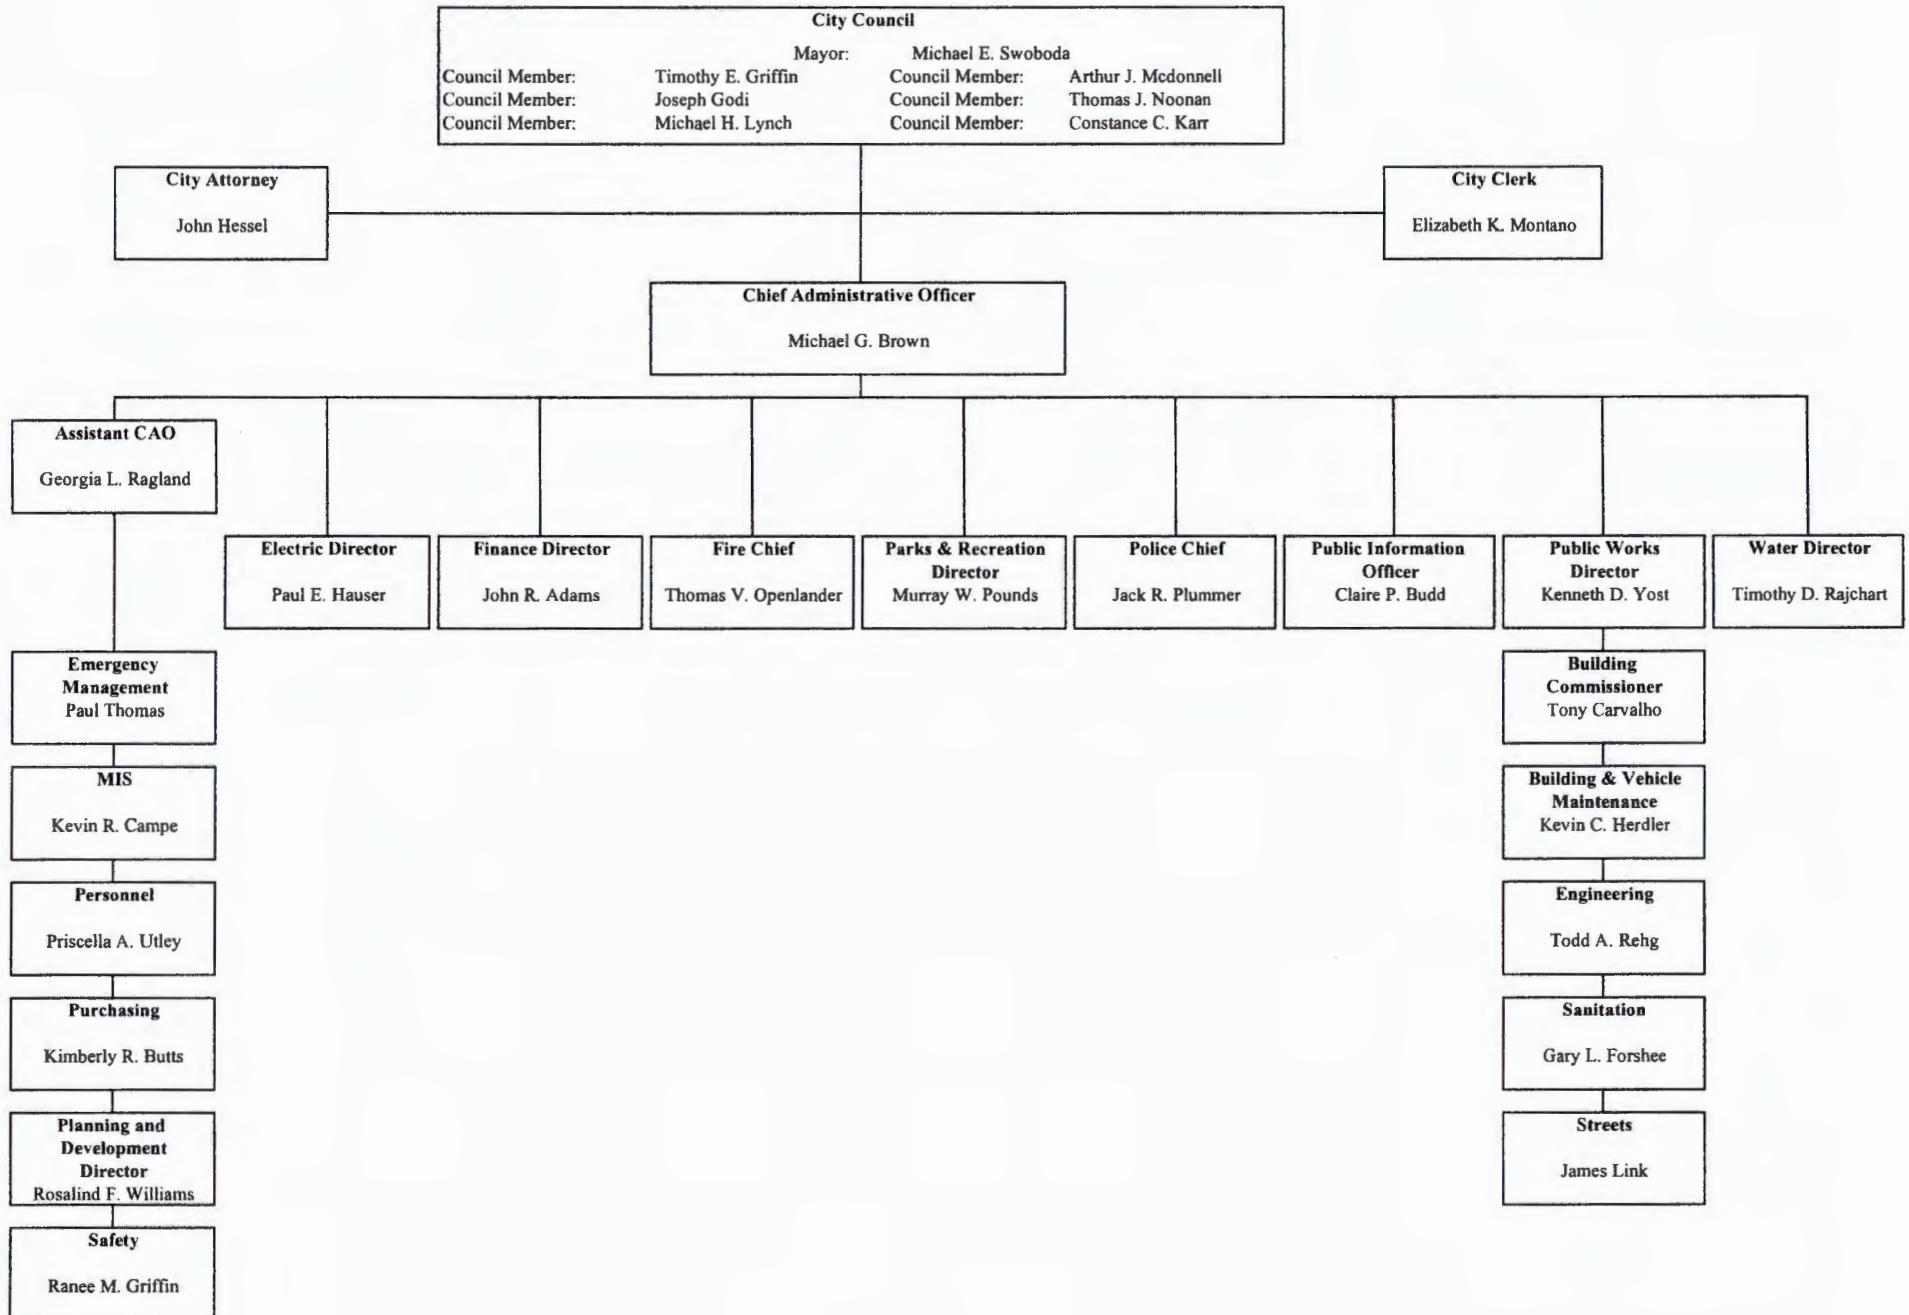 City Council
Mayor: Michael E. Swoboda
Council Member: Timothy E. Griffin Council Member: Arthur J. Mcdonnell
Council Member: Joseph Godi Council Member: Thomas J. Noonan
Council Member: Michael H. Lynch Council Member: Constance C. Karr
City Attorney
John Hessel
City Clerk
Elizabeth K. Montano
Chief Administrative Officer
Michael G. Brown
Assistant CAO
Georgia L. Ragland
Electric Director
Paul E. Hauser
Finance Director
John R. Adams
Fire Chief
Thomas V. Openlander
Parks & Recreation
Director
Murray W. Pounds
Police Chief
Jack R. Plummer
Public Information
Officer
Claire P. Budd
Public Works
Director
Kenneth D. Yost
Water Director
Timothy D. Rajchart
Emergency
Management
Paul Thomas
MIS
Kevin R. Campe
Personnel
Priscella A. Utley
Purchasing
Kimberly R. Butts
Planning and
Development
Director
Rosalind F. Williams
Safety
Ranee M. Griffin
Building
Commissioner
Tony Carvalho
Building & Vehicle
Maintenance
Kevin C. Herdler
Engineering
Todd A. Rehg
Sanitation
Gary L. Forshee
Streets
James Link